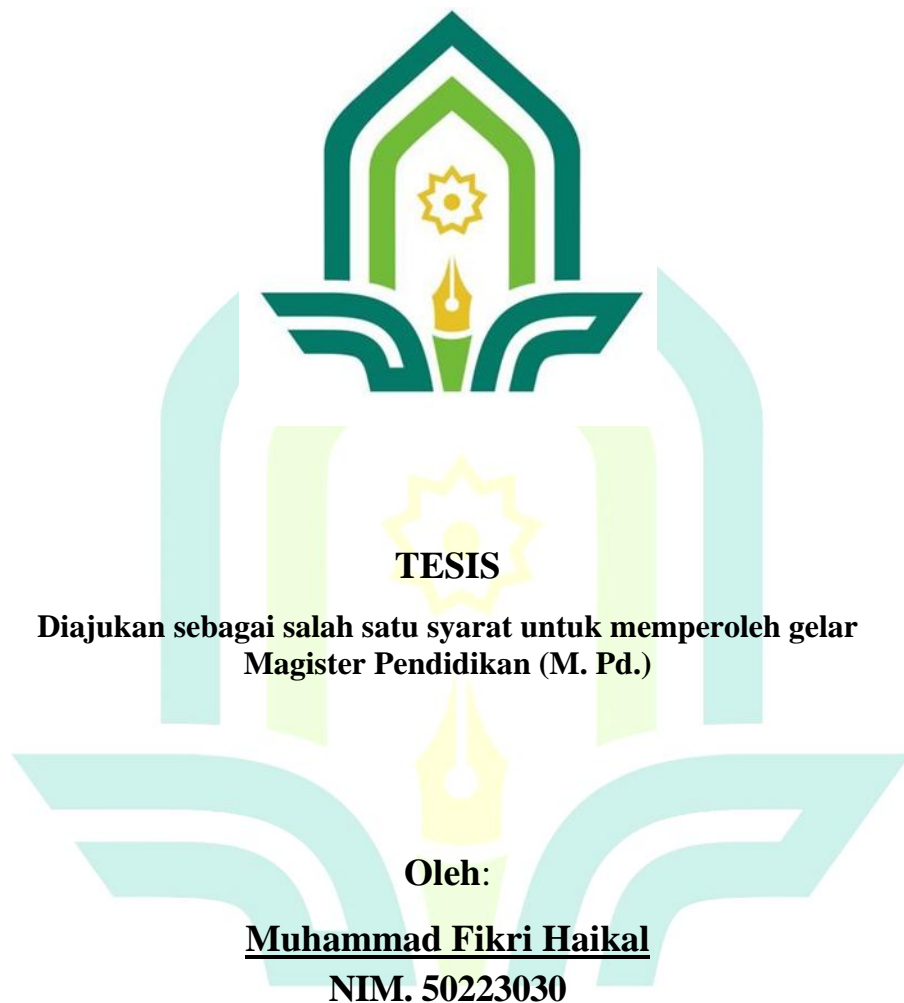 TESIS
Diajukan sebagai salah satu syarat untuk memperoleh gelar
Magister Pendidikan (M. Pd.)
Oleh:
Muhammad Fikri Haikal
NIM. 50223030